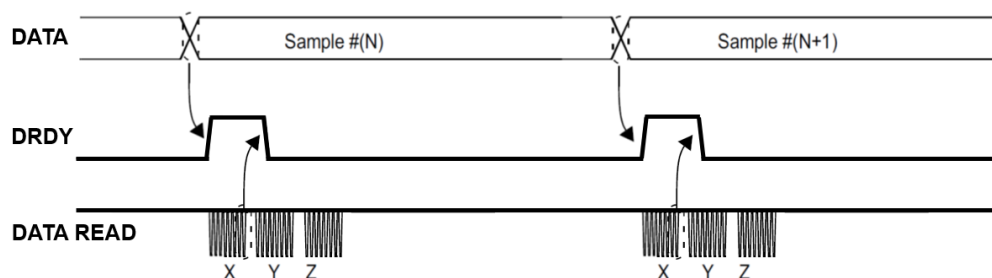 DATA
Sample #(N)
Sample #(N+1)
DRDY
DATA READ
X Y Z
X Y Z